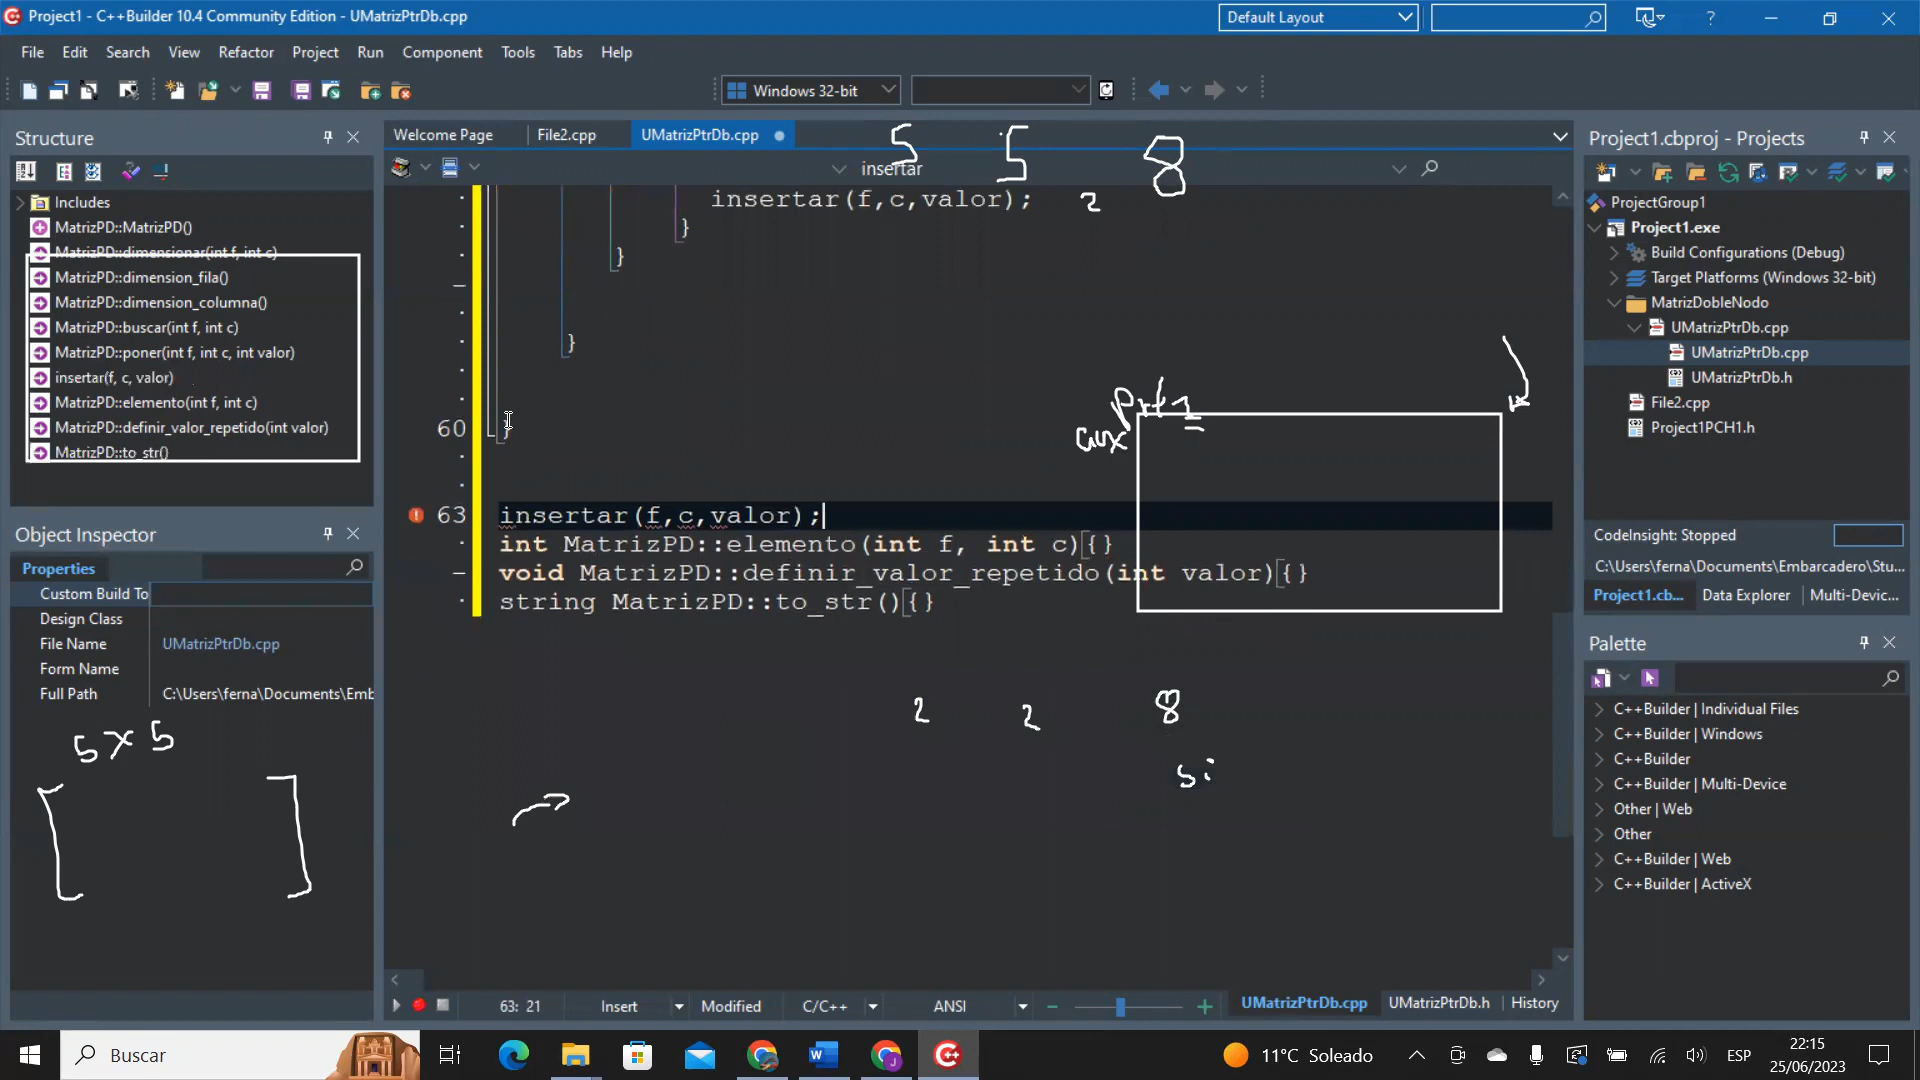 Project1 - C++Builder 10.4 Community Edition - UMatrizPtrDb.cpp
Default Layout
?
File Edit Search View Refactor Project Run Component Tools Tabs Help
Windows 32-bit
Structure
Includes
MatrizPD::MatrizPD()
MatrizPD::dimensionar(int f, int c)
MatrizPD::dimension_fila()
MatrizPD::dimension_columna()
MatrizPD::buscar(int f, int c)
MatrizPD::poner(int f, int c, int valor)
insertar(f, c, valor)
MatrizPD::elemento(int f, int c)
MatrizPD::definir_valor_repetido(int valor)
MatrizPD::to_str()
Object Inspector
Properties
Custom Build To
Design Class
File Name UMatrizPtrDb.cpp
Form Name
Full Path C:\Users\ferna\Documents\Emb
5 x 5
Welcome Page File2.cpp UMatrizPtrDb.cpp
5 5 8
insertar
insertar(f,c,valor);
2
}
}
}
60 }
Prt1
aux
63 insertar(f,c,valor);
int MatrizPD::elemento(int f, int c){}
void MatrizPD::definir_valor_repetido(int valor){}
string MatrizPD::to_str(){}
2 2 8
si
63: 21 Insert Modified C/C++ ANSI
UMatrizPtrDb.cpp UMatrizPtrDb.h History
Project1.cbproj - Projects
ProjectGroup1
Project1.exe
Build Configurations (Debug)
Target Platforms (Windows 32-bit)
MatrizDobleNodo
UMatrizPtrDb.cpp
UMatrizPtrDb.cpp
UMatrizPtrDb.h
File2.cpp
Project1PCH1.h
CodeInsight: Stopped
C:\Users\ferna\Documents\Embarcadero\Stu...
Project1.cb... Data Explorer Multi-Devic...
Palette
C++Builder | Individual Files
C++Builder | Windows
C++Builder
C++Builder | Multi-Device
Other | Web
Other
C++Builder | Web
C++Builder | ActiveX
Buscar
11°C Soleado
ESP
22:15
25/06/2023